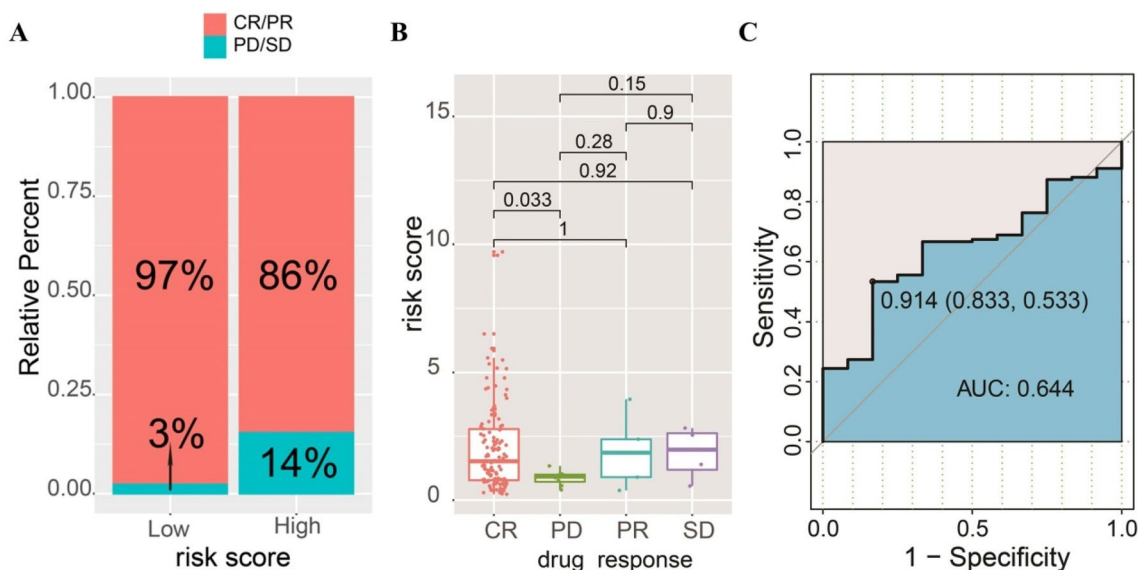 A
CR/PR
PD/SD
Relative Percent
1.00
0.75
0.50
0.25
0.00
97%
86%
3%
14%
Low
High
risk score
B
risk score
15
10
5
0
0.15
0.9
0.28
0.92
0.033
1
CR
PD
PR
SD
drug response
C
Sensitivity
1.0
0.8
0.6
0.4
0.2
0.0
0.914 (0.833, 0.533)
AUC: 0.644
0.0
0.5
1.0
1 − Specificity